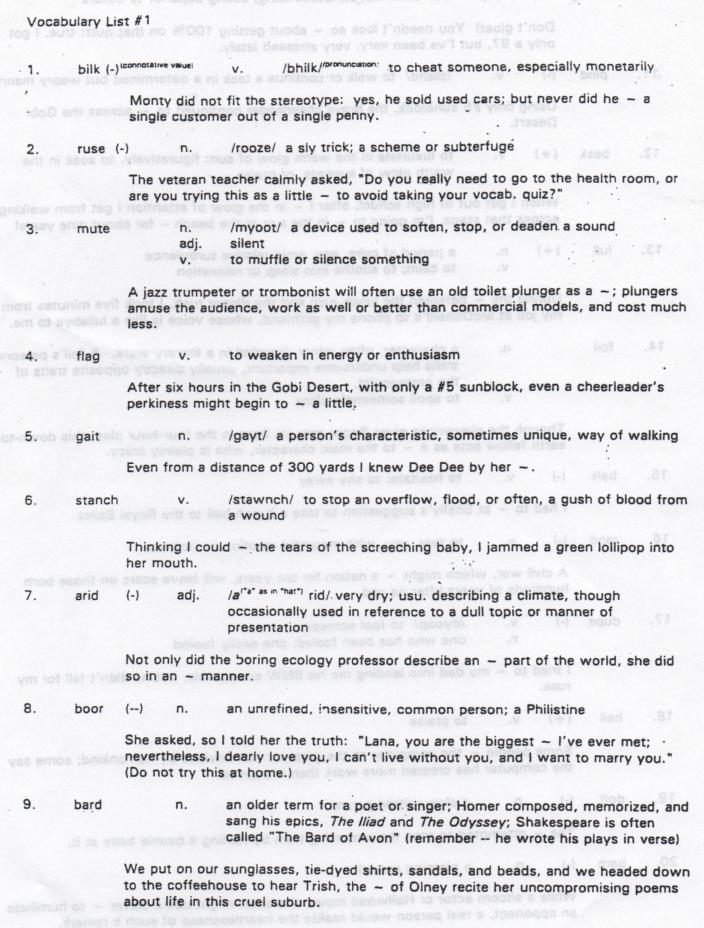 Vocabulary List #1
1. bilk (-)(connotative value) v. /bhilk/(pronunciation) to cheat someone, especially monetarily
Monty did not fit the stereotype: yes, he sold used cars; but never did he ~ a
single customer out of a single penny.
2. ruse (-) n. /rooze/ a sly trick; a scheme or subterfuge
The veteran teacher calmly asked, "Do you really need to go to the health room, or
are you trying this as a little ~ to avoid taking your vocab. quiz?"
3. mute n. /myoot/ a device used to soften, stop, or deaden a sound
adj. silent
v. to muffle or silence something
A jazz trumpeter or trombonist will often use an old toilet plunger as a ~; plungers
amuse the audience, work as well or better than commercial models, and cost much
less.
4. flag v. to weaken in energy or enthusiasm
After six hours in the Gobi Desert, with only a #5 sunblock, even a cheerleader's
perkiness might begin to ~ a little.
5. gait n. /gayt/ a person's characteristic, sometimes unique, way of walking
Even from a distance of 300 yards I knew Dee Dee by her ~.
6. stanch v. /stawnch/ to stop an overflow, flood, or often, a gush of blood from
a wound
Thinking I could ~ the tears of the screeching baby, I jammed a green lollipop into
her mouth.
7. arid (-) adj. /a("a" as in "hat") rid/ very dry; usu. describing a climate, though
occasionally used in reference to a dull topic or manner of
presentation
Not only did the boring ecology professor describe an ~ part of the world, she did
so in an ~ manner.
8. boor (--) n. an unrefined, insensitive, common person; a Philistine
She asked, so I told her the truth: "Lana, you are the biggest ~ I've ever met;
nevertheless, I dearly love you, I can't live without you, and I want to marry you."
(Do not try this at home.)
9. bard n. an older term for a poet or singer; Homer composed, memorized, and
sang his epics, The Iliad and The Odyssey; Shakespeare is often
called "The Bard of Avon" (remember -- he wrote his plays in verse)
We put on our sunglasses, tie-dyed shirts, sandals, and beads, and we headed down
to the coffeehouse to hear Trish, the ~ of Olney recite her uncompromising poems
about life in this cruel suburb.